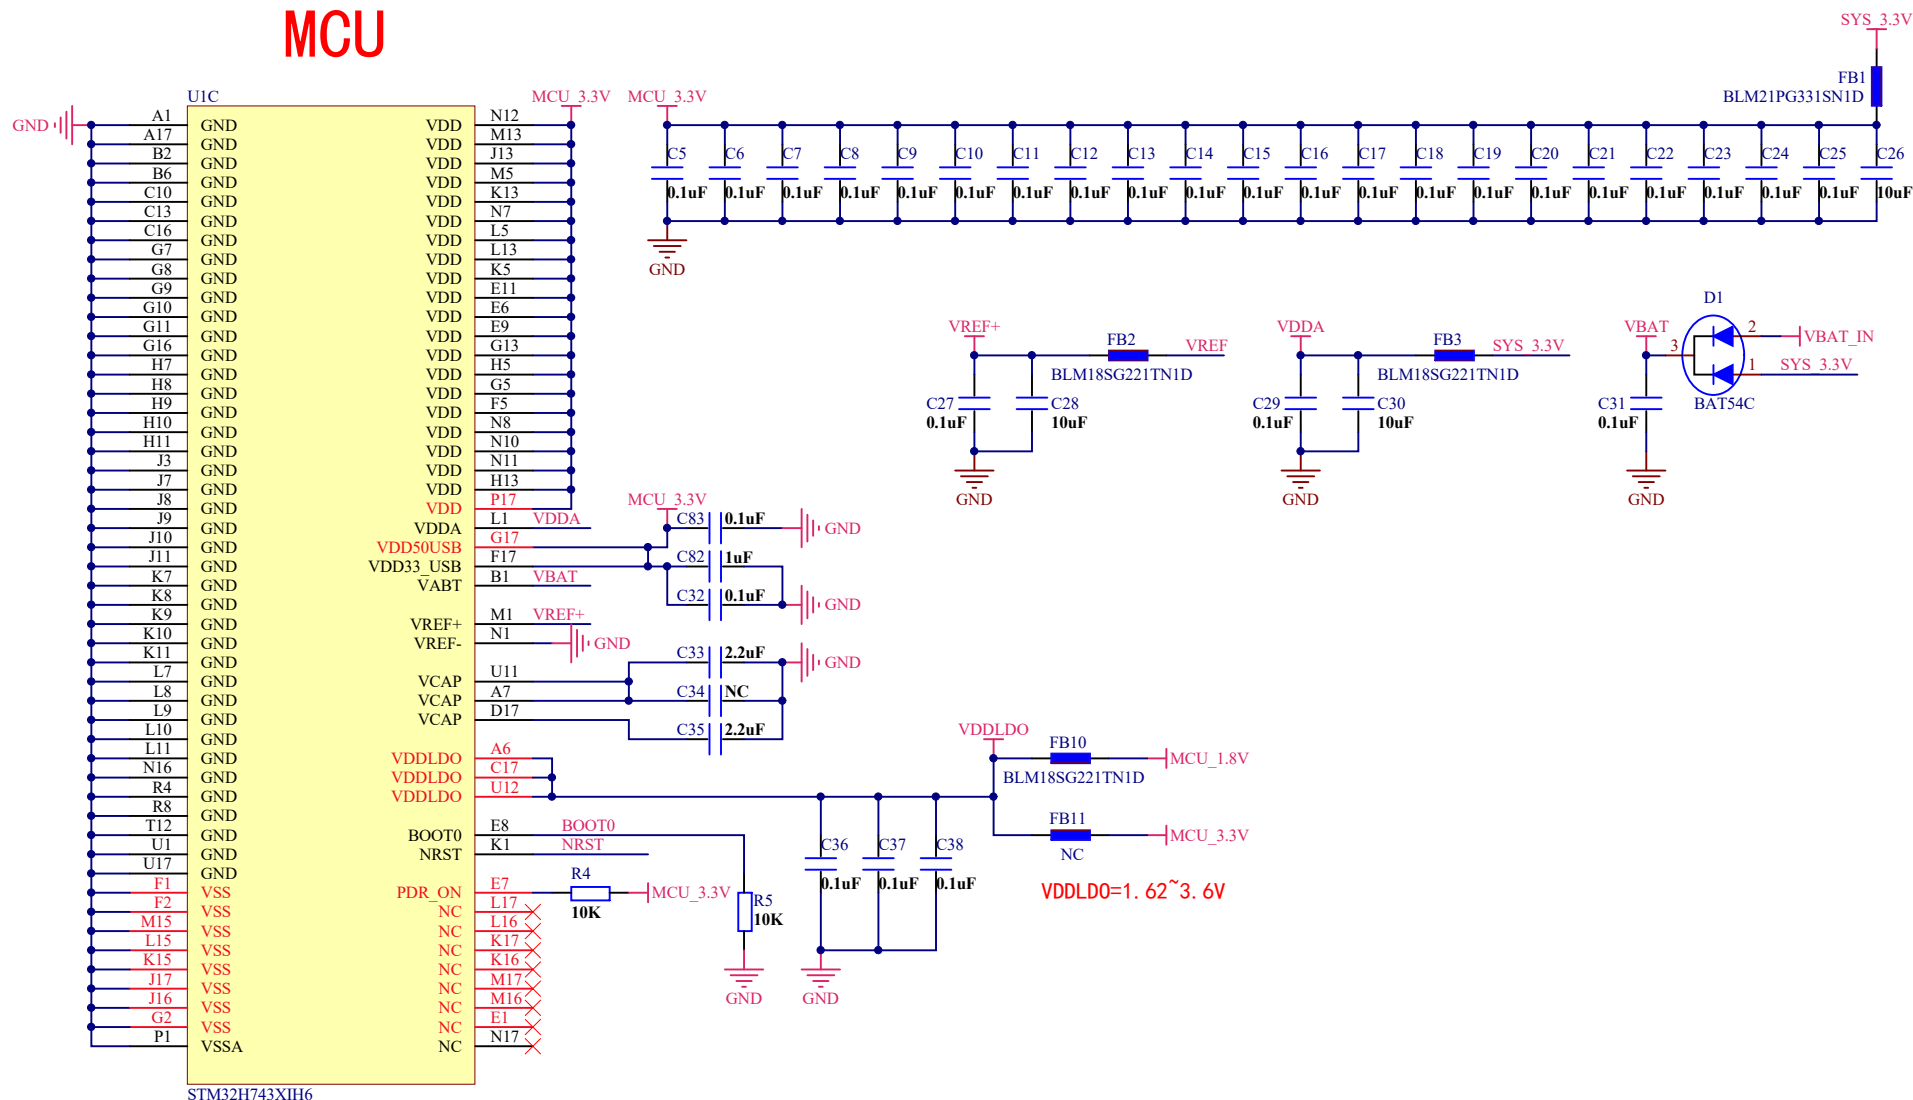 MCU
U1C
GND
A1 GND VDD N12 MCU_3.3V
A17 GND VDD M13
B2 GND VDD J13
B6 GND VDD M5
C10 GND VDD K13
C13 GND VDD N7
C16 GND VDD L5
G7 GND VDD L13
G8 GND VDD K5
G9 GND VDD E11
G10 GND VDD E6
G11 GND VDD E9
G16 GND VDD G13
H7 GND VDD H5
H8 GND VDD G5
H9 GND VDD F5
H10 GND VDD N8
H11 GND VDD N10
J3 GND VDD N11
J7 GND VDD H13
J8 GND VDD P17
J9 GND VDDA L1 VDDA
J10 GND VDD50USB G17
J11 GND VDD33_USB F17
K7 GND VABT B1 VBAT
K8 GND
K9 GND VREF+ M1 VREF+
K10 GND VREF- N1 GND
K11 GND
L7 GND VCAP U11
L8 GND VCAP A7
L9 GND VCAP D17
L10 GND
L11 GND VDDLDO A6
N16 GND VDDLDO C17
R4 GND VDDLDO U12
R8 GND
T12 GND BOOT0 E8 BOOT0
U1 GND NRST K1 NRST
U17 GND
F1 VSS PDR_ON E7
F2 VSS NC L17
M15 VSS NC L16
L15 VSS NC K17
K15 VSS NC K16
J17 VSS NC M17
J16 VSS NC M16
G2 VSS NC E1
P1 VSSA NC N17
STM32H743XIH6
MCU_3.3V
C83 0.1uF GND
C82 1uF
C32 0.1uF GND
C33 2.2uF GND
C34 NC
C35 2.2uF
R4 MCU_3.3V
10K
R5
10K
GND
SYS_3.3V
FB1
BLM21PG331SN1D
MCU_3.3V
C5 C6 C7 C8 C9 C10 C11 C12 C13 C14 C15 C16 C17 C18 C19 C20 C21 C22 C23 C24 C25 C26
0.1uF 0.1uF 0.1uF 0.1uF 0.1uF 0.1uF 0.1uF 0.1uF 0.1uF 0.1uF 0.1uF 0.1uF 0.1uF 0.1uF 0.1uF 0.1uF 0.1uF 0.1uF 0.1uF 0.1uF 0.1uF 10uF
GND
VREF+ FB2 VREF
BLM18SG221TN1D
C27 C28
0.1uF 10uF
GND
VDDA FB3 SYS_3.3V
BLM18SG221TN1D
C29 C30
0.1uF 10uF
GND
D1
VBAT 2 VBAT_IN
3
1 SYS_3.3V
C31 BAT54C
0.1uF
GND
VDDLDO FB10 MCU_1.8V
BLM18SG221TN1D
FB11 MCU_3.3V
NC
C36 C37 C38
0.1uF 0.1uF 0.1uF
VDDLDO=1.62~3.6V
GND